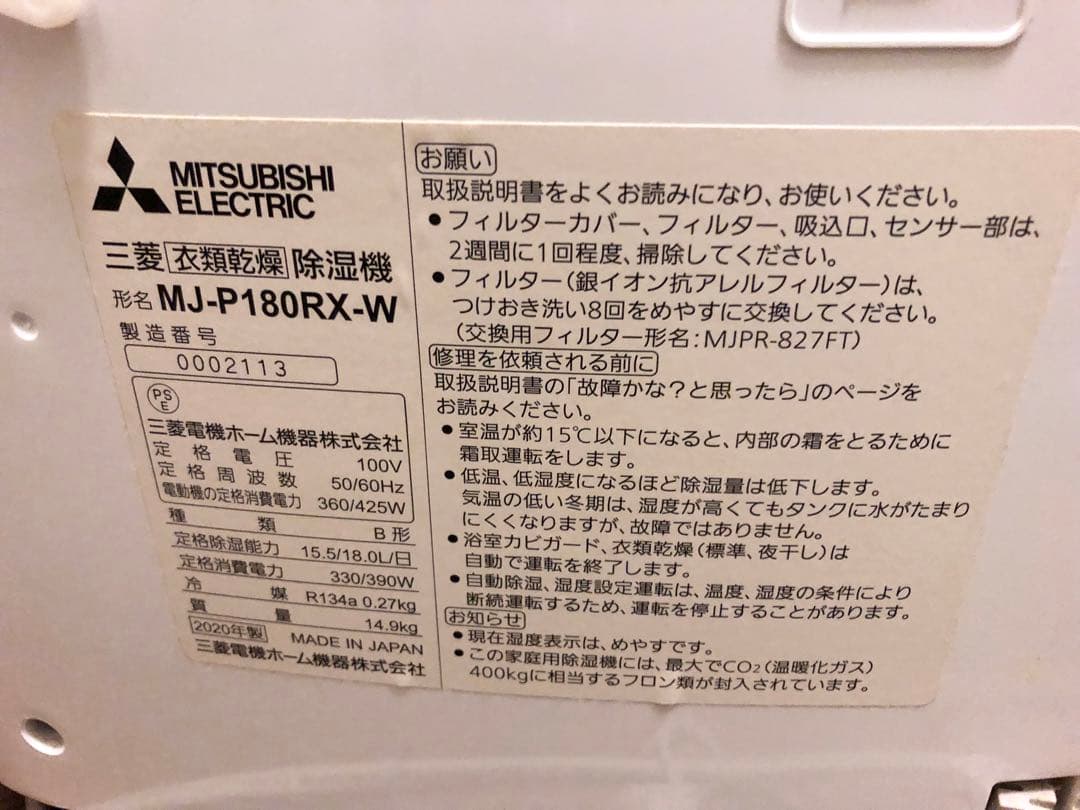 MITSUBISHI
ELECTRIC
三菱 衣類乾燥 除湿機
形名 MJ-P180RX-W
製造番号
0002113
PS
E
三菱電機ホーム機器株式会社
定格電圧 100V
定格周波数 50/60Hz
電動機の定格消費電力 360/425W
種類 B形
定格除湿能力 15.5/18.0L/日
定格消費電力 330/390W
冷媒 R134a 0.27kg
質量 14.9kg
2020年製 MADE IN JAPAN
三菱電機ホーム機器株式会社
お願い
取扱説明書をよくお読みになり、お使いください。
●フィルターカバー、フィルター、吸込口、センサー部は、
2週間に1回程度、掃除してください。
●フィルター(銀イオン抗アレルフィルター)は、
つけおき洗い8回をめやすに交換してください。
(交換用フィルター形名:MJPR-827FT)
修理を依頼される前に
取扱説明書の「故障かな?と思ったら」のページを
お読みください。
●室温が約15℃以下になると、内部の霜をとるために
霜取運転をします。
●低温、低湿度になるほど除湿量は低下します。
気温の低い冬期は、湿度が高くてもタンクに水がたまり
にくくなりますが、故障ではありません。
●浴室カビガード、衣類乾燥(標準、夜干し)は
自動で運転を終了します。
●自動除湿、湿度設定運転は、温度、湿度の条件により
断続運転するため、運転を停止することがあります。
お知らせ
●現在湿度表示は、めやすです。
●この家庭用除湿機には、最大でCO₂(温暖化ガス)
400kgに相当するフロン類が封入されています。